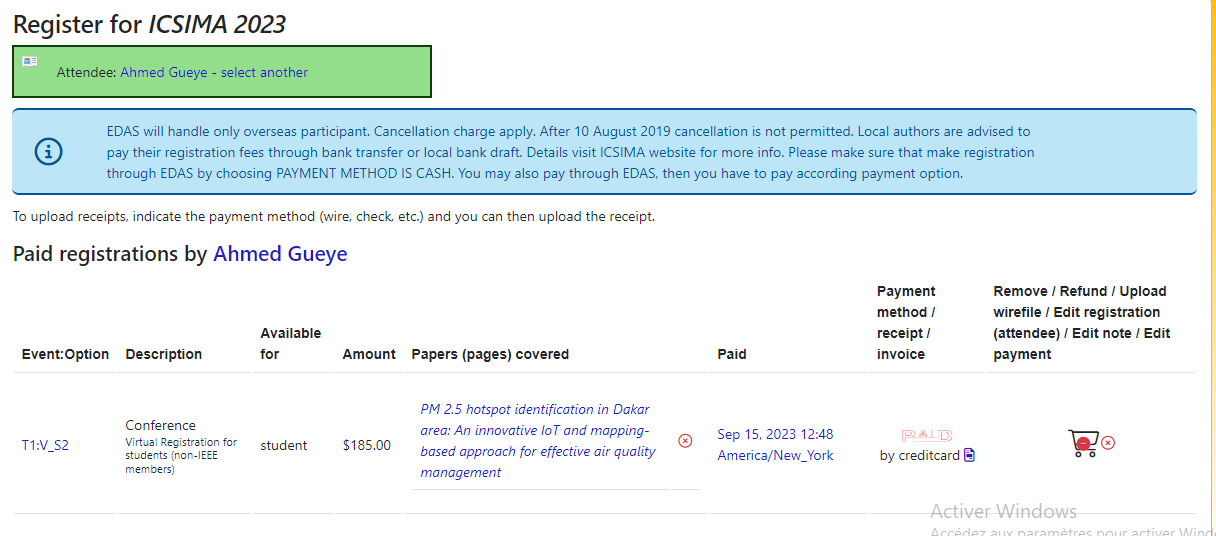 Register for ICSIMA 2023
Attendee: Ahmed Gueye - select another
EDAS will handle only overseas participant. Cancellation charge apply. After 10 August 2019 cancellation is not permitted. Local authors are advised to
pay their registration fees through bank transfer or local bank draft. Details visit ICSIMA website for more info. Please make sure that make registration
through EDAS by choosing PAYMENT METHOD IS CASH. You may also pay through EDAS, then you have to pay according payment option.
To upload receipts, indicate the payment method (wire, check, etc.) and you can then upload the receipt.
Paid registrations by Ahmed Gueye
Event:Option
Description
Available
for
Amount
Papers (pages) covered
Paid
Payment
method /
receipt /
invoice
Remove / Refund / Upload
wirefile / Edit registration
(attendee) / Edit note / Edit
payment
T1:V_S2
Conference
Virtual Registration for
students (non-IEEE
members)
student
$185.00
PM 2.5 hotspot identification in Dakar
area: An innovative IoT and mapping-
based approach for effective air quality
management
Sep 15, 2023 12:48
America/New_York
PAID
by creditcard
Activer Windows
Accédez aux paramètres pour activer Wind